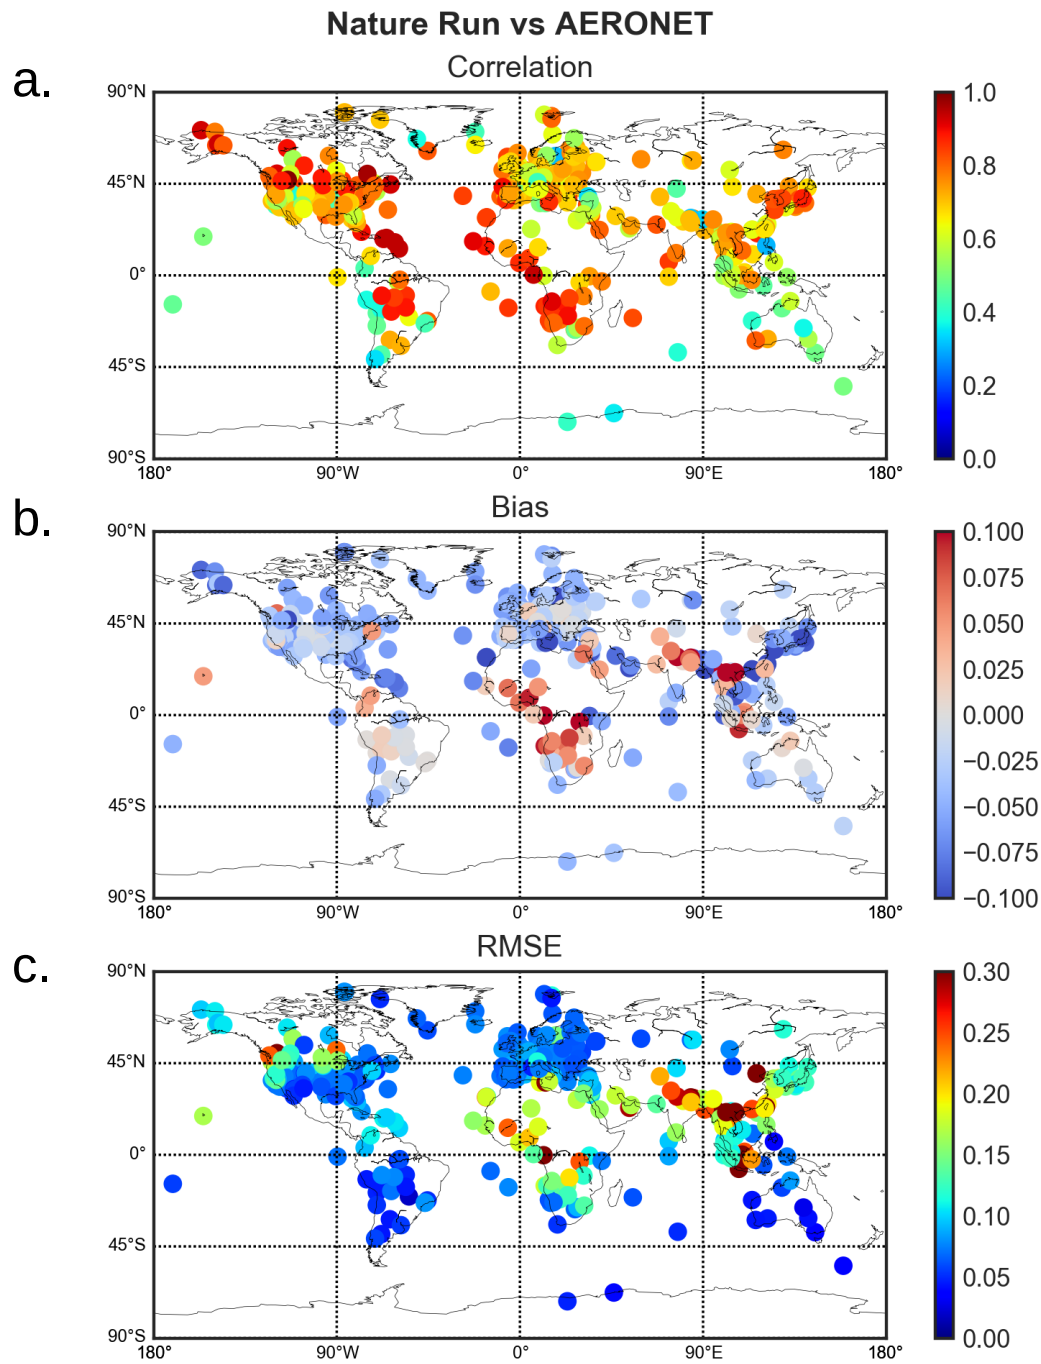 Nature Run vs AERONET
a.
Correlation
90°N
45°N
0°
45°S
90°S
180°
90°W
0°
90°E
180°
1.0
0.8
0.6
0.4
0.2
0.0
b.
Bias
90°N
45°N
0°
45°S
90°S
180°
90°W
0°
90°E
180°
0.100
0.075
0.050
0.025
0.000
−0.025
−0.050
−0.075
−0.100
c.
RMSE
90°N
45°N
0°
45°S
90°S
180°
90°W
0°
90°E
180°
0.30
0.25
0.20
0.15
0.10
0.05
0.00